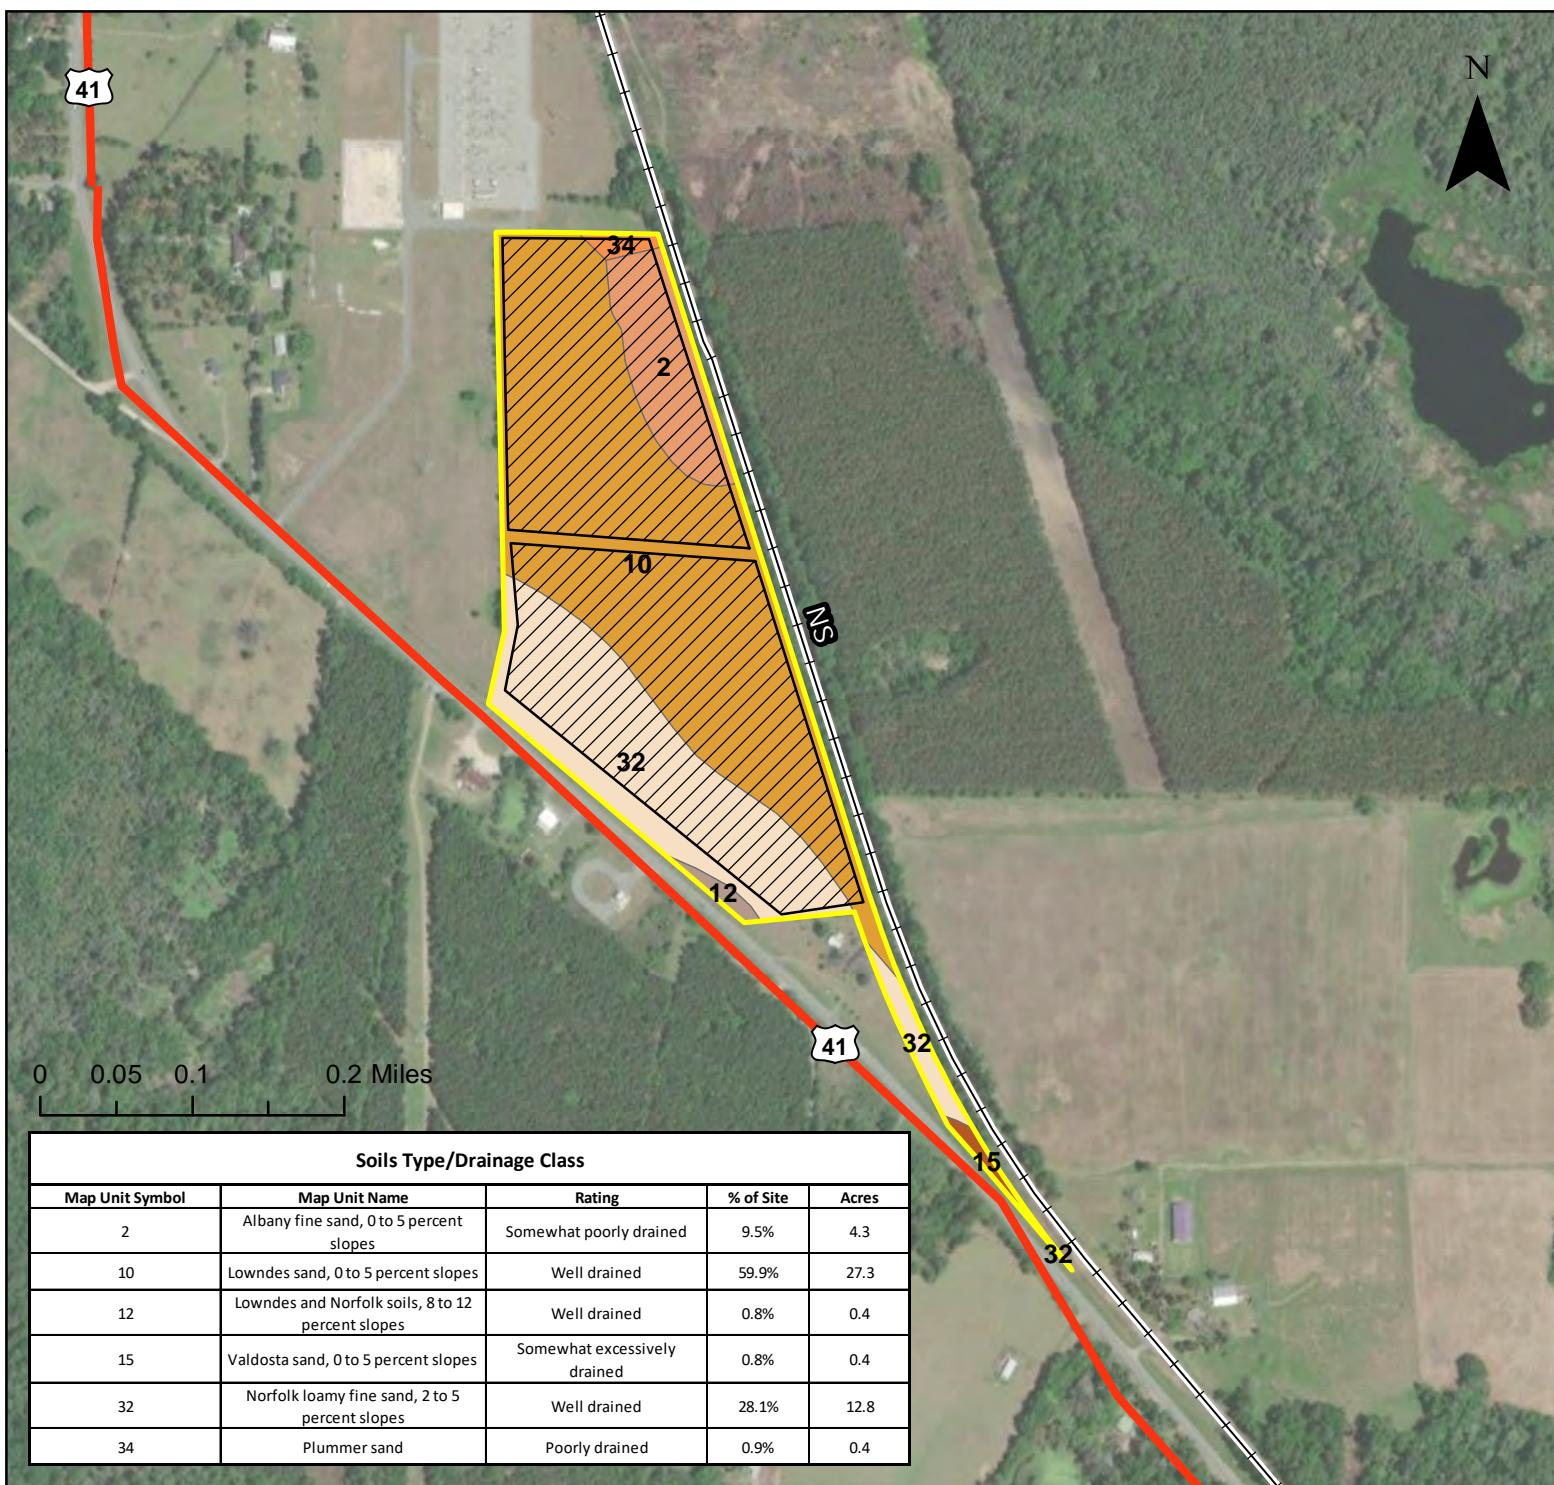 N
41
34
2
10
NS
32
12
41
32
15
32
0 0.05 0.1 0.2 Miles
Soils Type/Drainage Class
Map Unit Symbol Map Unit Name Rating % of Site Acres
2 Albany fine sand, 0 to 5 percent slopes Somewhat poorly drained 9.5% 4.3
10 Lowndes sand, 0 to 5 percent slopes Well drained 59.9% 27.3
12 Lowndes and Norfolk soils, 8 to 12 percent slopes Well drained 0.8% 0.4
15 Valdosta sand, 0 to 5 percent slopes Somewhat excessively drained 0.8% 0.4
32 Norfolk loamy fine sand, 2 to 5 percent slopes Well drained 28.1% 12.8
34 Plummer sand Poorly drained 0.9% 0.4